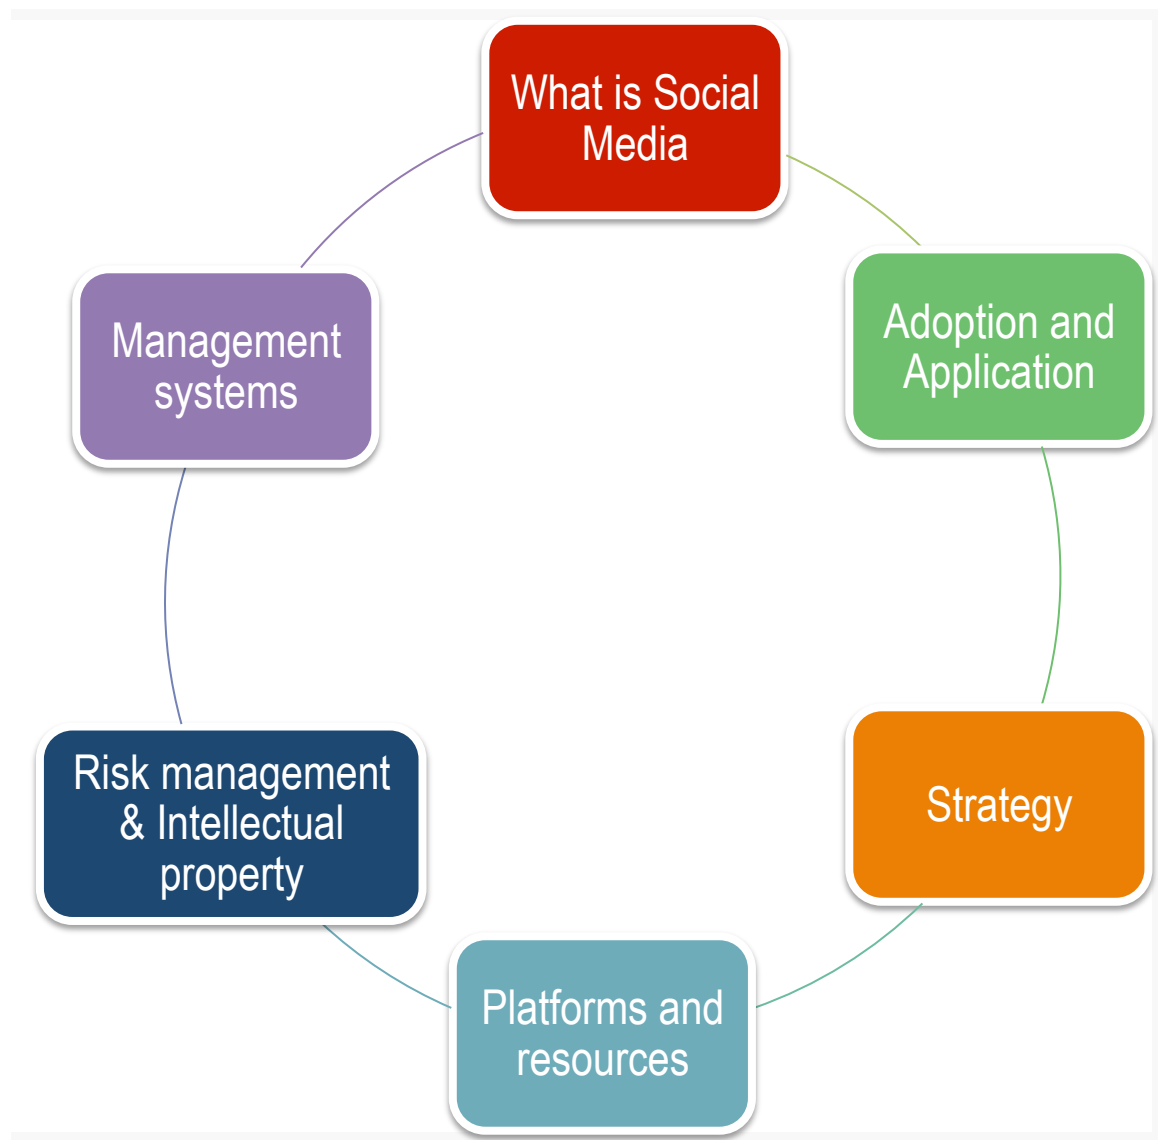 What is Social
Media
Adoption and
Application
Strategy
Platforms and
resources
Risk management
& Intellectual
property
Management
systems